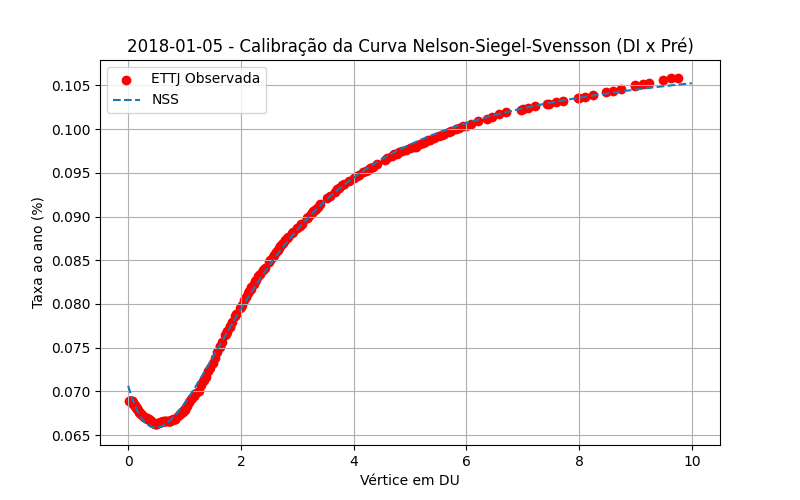 2018-01-05 - Calibração da Curva Nelson-Siegel-Svensson (DI x Pré)
ETTJ Observada
NSS
Taxa ao ano (%)
0.105
0.100
0.095
0.090
0.085
0.080
0.075
0.070
0.065
0 2 4 6 8 10
Vértice em DU